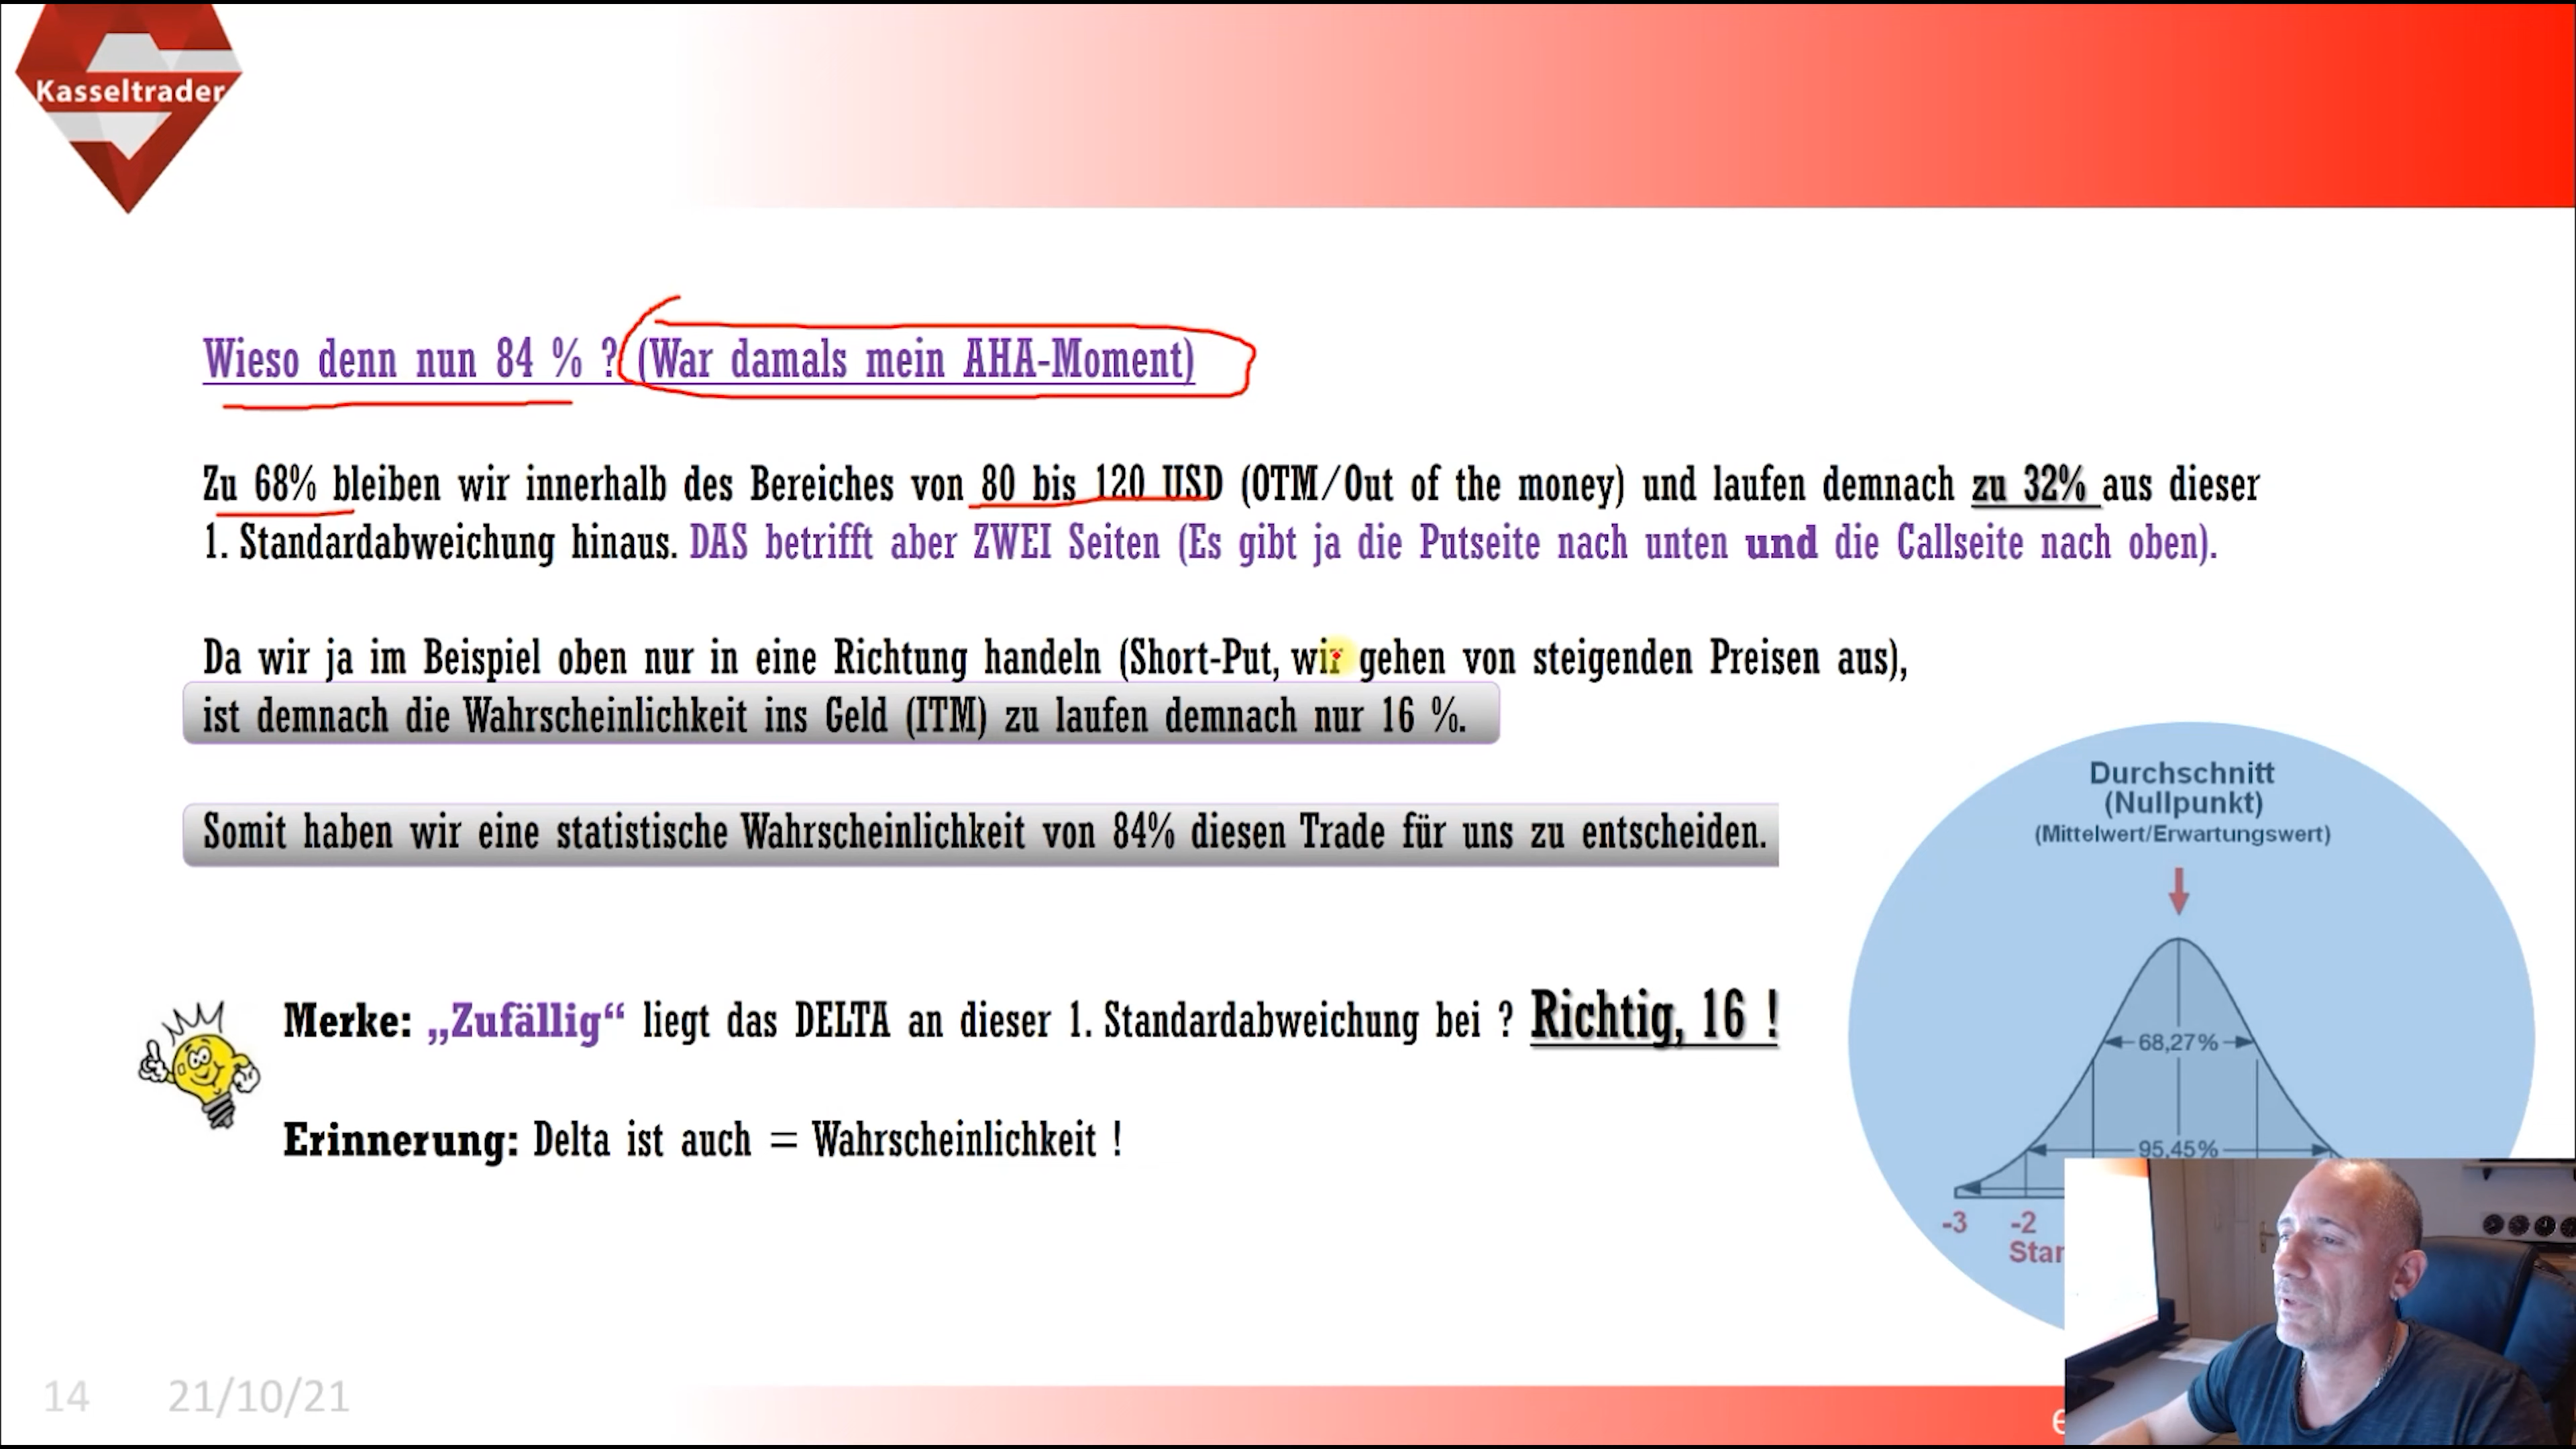 Kasseltrader
Wieso denn nun 84 % ? (War damals mein AHA-Moment)
Zu 68% bleiben wir innerhalb des Bereiches von 80 bis 120 USD (OTM/Out of the money) und laufen demnach zu 32% aus dieser
1. Standardabweichung hinaus. DAS betrifft aber ZWEI Seiten (Es gibt ja die Putseite nach unten und die Callseite nach oben).
Da wir ja im Beispiel oben nur in eine Richtung handeln (Short-Put, wir gehen von steigenden Preisen aus),
ist demnach die Wahrscheinlichkeit ins Geld (ITM) zu laufen demnach nur 16 %.
Somit haben wir eine statistische Wahrscheinlichkeit von 84% diesen Trade für uns zu entscheiden.
Merke: „Zufällig“ liegt das DELTA an dieser 1. Standardabweichung bei ? Richtig, 16 !
Erinnerung: Delta ist auch = Wahrscheinlichkeit !
Durchschnitt
(Nullpunkt)
(Mittelwert/Erwartungswert)
68,27%
95,45%
-3 -2
Star
14 21/10/21